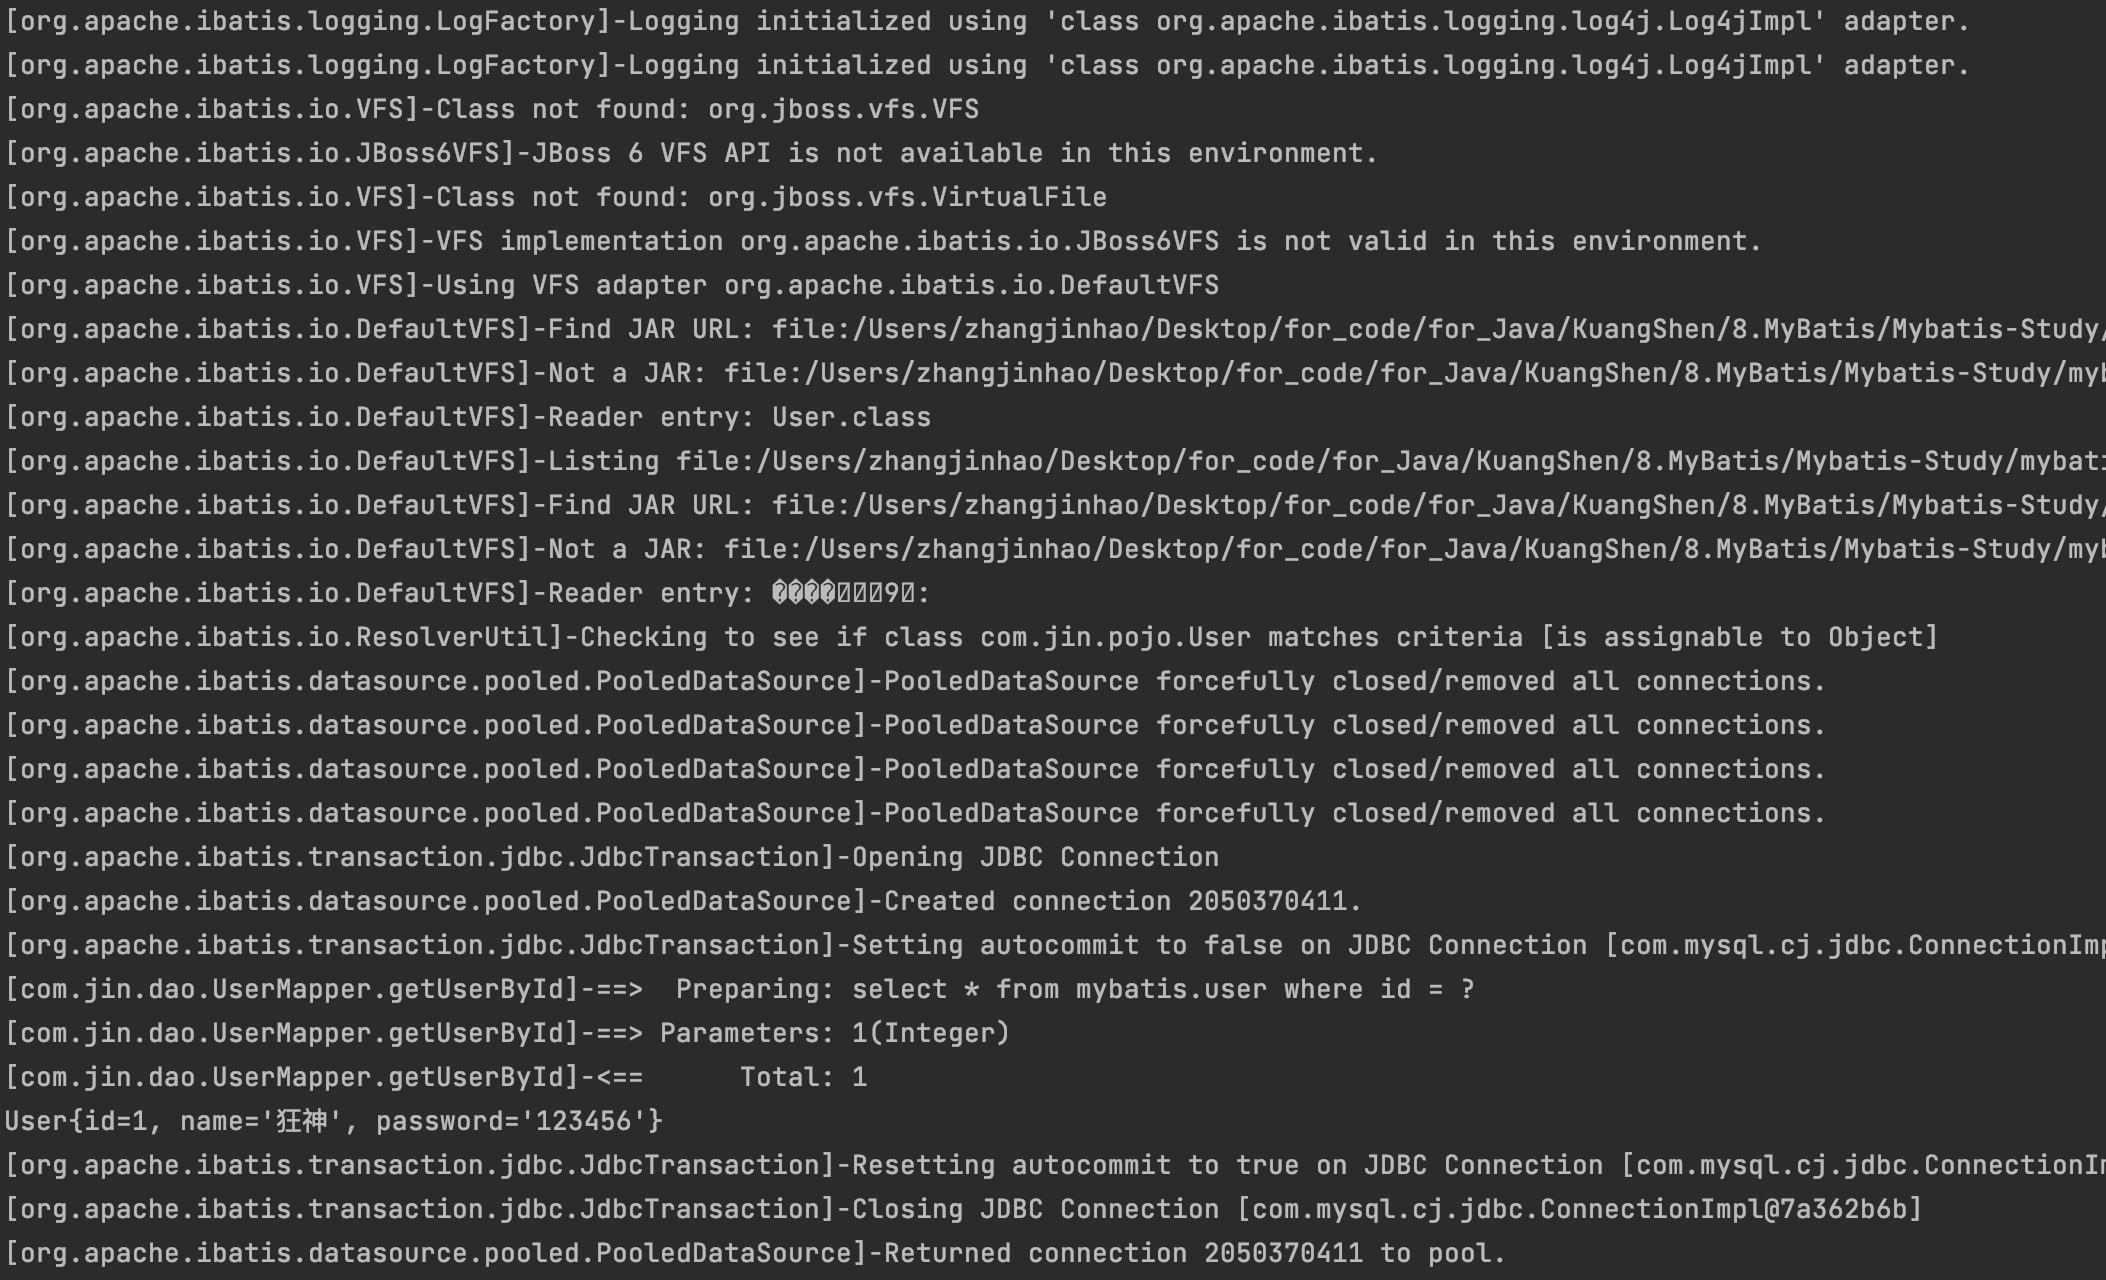 [org.apache.ibatis.logging.LogFactory]-Logging initialized using 'class org.apache.ibatis.logging.log4j.Log4jImpl' adapter.
[org.apache.ibatis.logging.LogFactory]-Logging initialized using 'class org.apache.ibatis.logging.log4j.Log4jImpl' adapter.
[org.apache.ibatis.io.VFS]-Class not found: org.jboss.vfs.VFS
[org.apache.ibatis.io.JBoss6VFS]-JBoss 6 VFS API is not available in this environment.
[org.apache.ibatis.io.VFS]-Class not found: org.jboss.vfs.VirtualFile
[org.apache.ibatis.io.VFS]-VFS implementation org.apache.ibatis.io.JBoss6VFS is not valid in this environment.
[org.apache.ibatis.io.VFS]-Using VFS adapter org.apache.ibatis.io.DefaultVFS
[org.apache.ibatis.io.DefaultVFS]-Find JAR URL: file:/Users/zhangjinhao/Desktop/for_code/for_Java/KuangShen/8.MyBatis/Mybatis-Study/
[org.apache.ibatis.io.DefaultVFS]-Not a JAR: file:/Users/zhangjinhao/Desktop/for_code/for_Java/KuangShen/8.MyBatis/Mybatis-Study/myb
[org.apache.ibatis.io.DefaultVFS]-Reader entry: User.class
[org.apache.ibatis.io.DefaultVFS]-Listing file:/Users/zhangjinhao/Desktop/for_code/for_Java/KuangShen/8.MyBatis/Mybatis-Study/mybati
[org.apache.ibatis.io.DefaultVFS]-Find JAR URL: file:/Users/zhangjinhao/Desktop/for_code/for_Java/KuangShen/8.MyBatis/Mybatis-Study/
[org.apache.ibatis.io.DefaultVFS]-Not a JAR: file:/Users/zhangjinhao/Desktop/for_code/for_Java/KuangShen/8.MyBatis/Mybatis-Study/myb
[org.apache.ibatis.io.DefaultVFS]-Reader entry:
[org.apache.ibatis.io.ResolverUtil]-Checking to see if class com.jin.pojo.User matches criteria [is assignable to Object]
[org.apache.ibatis.datasource.pooled.PooledDataSource]-PooledDataSource forcefully closed/removed all connections.
[org.apache.ibatis.datasource.pooled.PooledDataSource]-PooledDataSource forcefully closed/removed all connections.
[org.apache.ibatis.datasource.pooled.PooledDataSource]-PooledDataSource forcefully closed/removed all connections.
[org.apache.ibatis.datasource.pooled.PooledDataSource]-PooledDataSource forcefully closed/removed all connections.
[org.apache.ibatis.transaction.jdbc.JdbcTransaction]-Opening JDBC Connection
[org.apache.ibatis.datasource.pooled.PooledDataSource]-Created connection 2050370411.
[org.apache.ibatis.transaction.jdbc.JdbcTransaction]-Setting autocommit to false on JDBC Connection [com.mysql.cj.jdbc.ConnectionImp
[com.jin.dao.UserMapper.getUserById]-==>  Preparing: select * from mybatis.user where id = ?
[com.jin.dao.UserMapper.getUserById]-==> Parameters: 1(Integer)
[com.jin.dao.UserMapper.getUserById]-<==      Total: 1
User{id=1, name='狂神', password='123456'}
[org.apache.ibatis.transaction.jdbc.JdbcTransaction]-Resetting autocommit to true on JDBC Connection [com.mysql.cj.jdbc.ConnectionIm
[org.apache.ibatis.transaction.jdbc.JdbcTransaction]-Closing JDBC Connection [com.mysql.cj.jdbc.ConnectionImpl@7a362b6b]
[org.apache.ibatis.datasource.pooled.PooledDataSource]-Returned connection 2050370411 to pool.